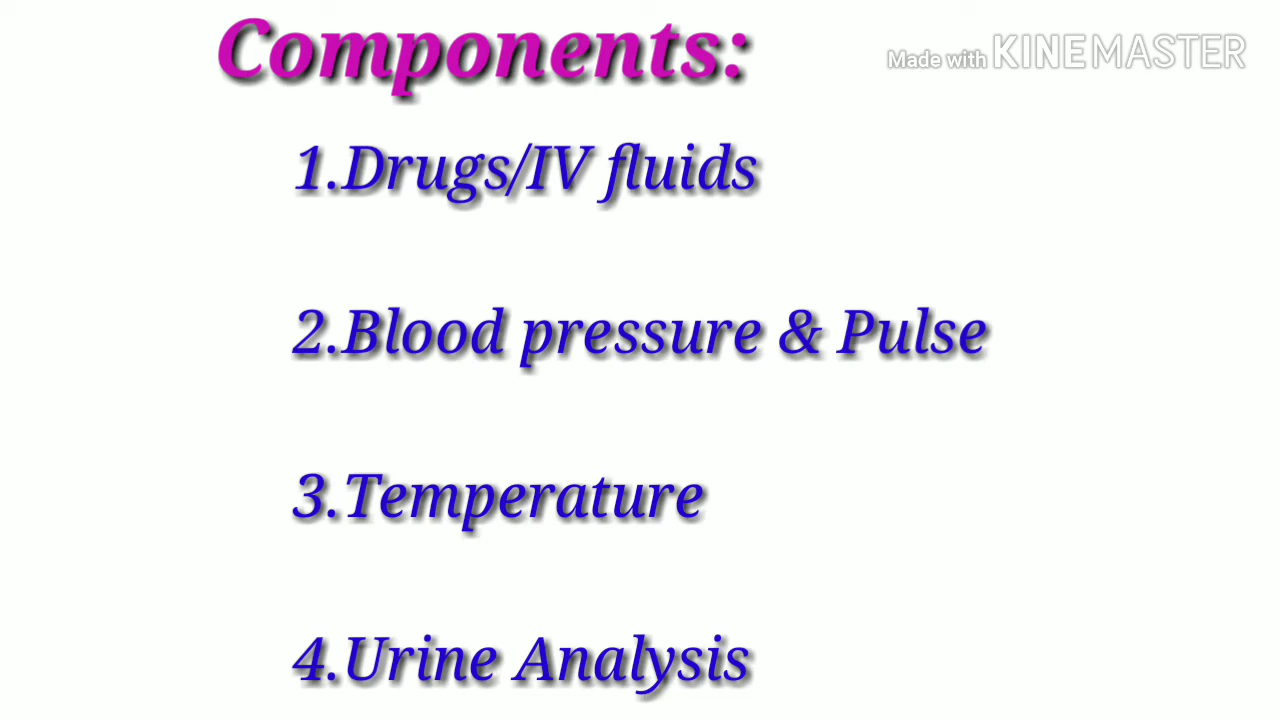 Components:
Made with KINEMASTER
1.Drugs/IV fluids
2.Blood pressure & Pulse
3.Temperature
4.Urine Analysis